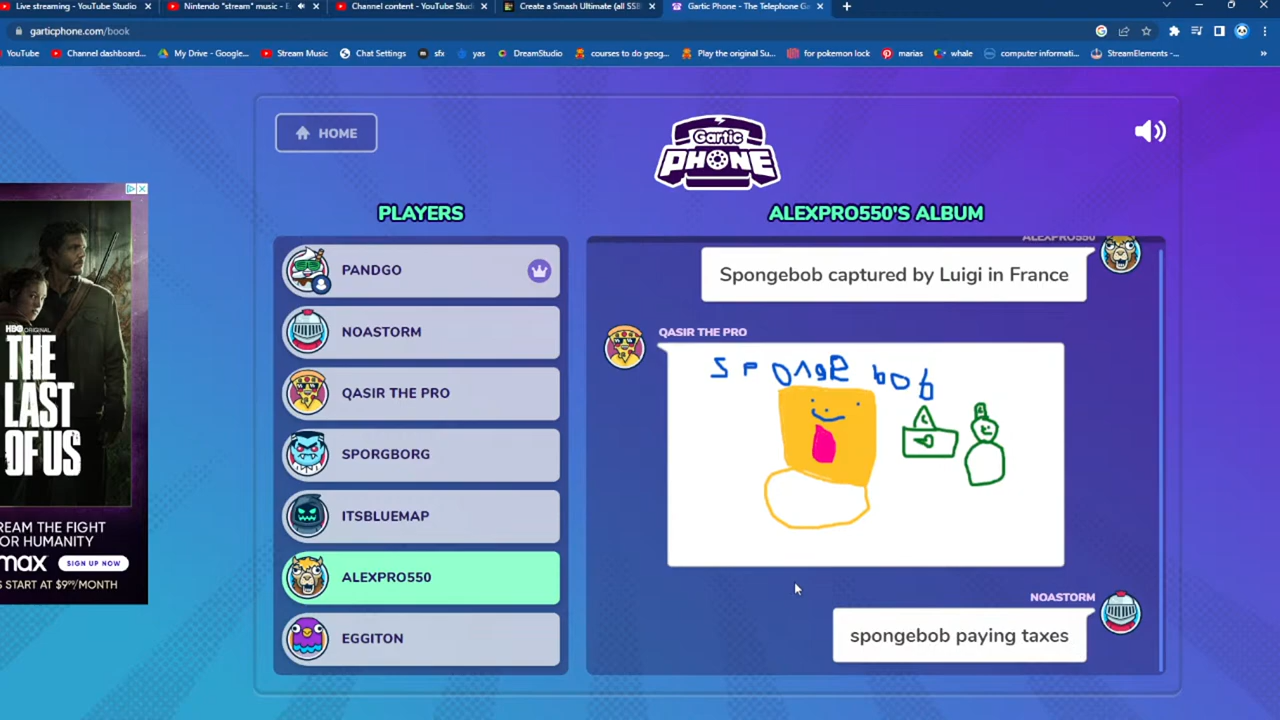 Live streaming - YouTube Studio
Nintendo "stream" music - E
Channel content - YouTube Studi
Create a Smash Ultimate (all SSB
Gartic Phone - The Telephone Ga
garticphone.com/book
YouTube
Channel dashboard...
My Drive - Google...
Stream Music
Chat Settings
sfx
yas
DreamStudio
courses to do geog...
Play the original Su...
for pokemon lock
marias
whale
computer informati...
StreamElements - ...
HOME
Gartic
PHONE
PLAYERS
ALEXPRO550'S ALBUM
PANDGO
NOASTORM
QASIR THE PRO
SPORGBORG
ITSBLUEMAP
ALEXPRO550
EGGITON
ALEXPRO550
Spongebob captured by Luigi in France
QASIR THE PRO
sponge bob
NOASTORM
spongebob paying taxes
HBO ORIGINAL
THE
LAST
OF US
REAM THE FIGHT
OR HUMANITY
max
SIGN UP NOW
S START AT $9.99/MONTH